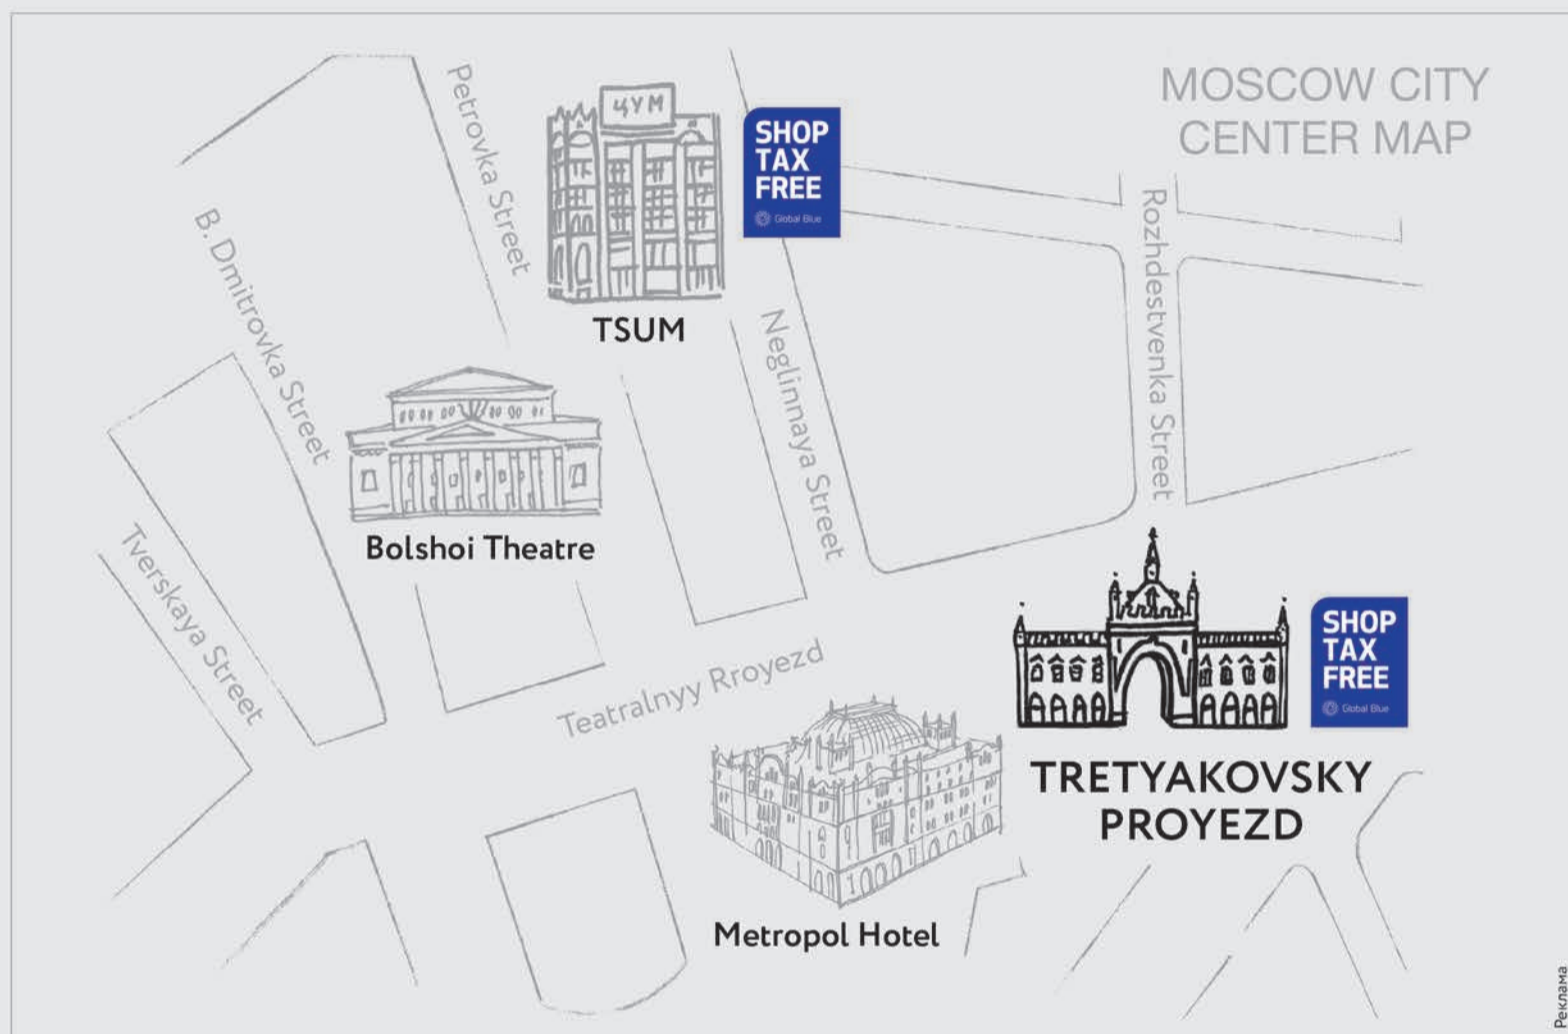 MOSCOW CITY
CENTER MAP
Petrovka Street
ЦУМ
SHOP
TAX
FREE
Global Blue
TSUM
B. Dmitrovka Street
Neglinnaya Street
Rozhdestvenka Street
Bolshoi Theatre
Tverskaya Street
Teatralnyy Rroyezd
SHOP
TAX
FREE
Global Blue
TRETYAKOVSKY
PROYEZD
Metropol Hotel
Реклама